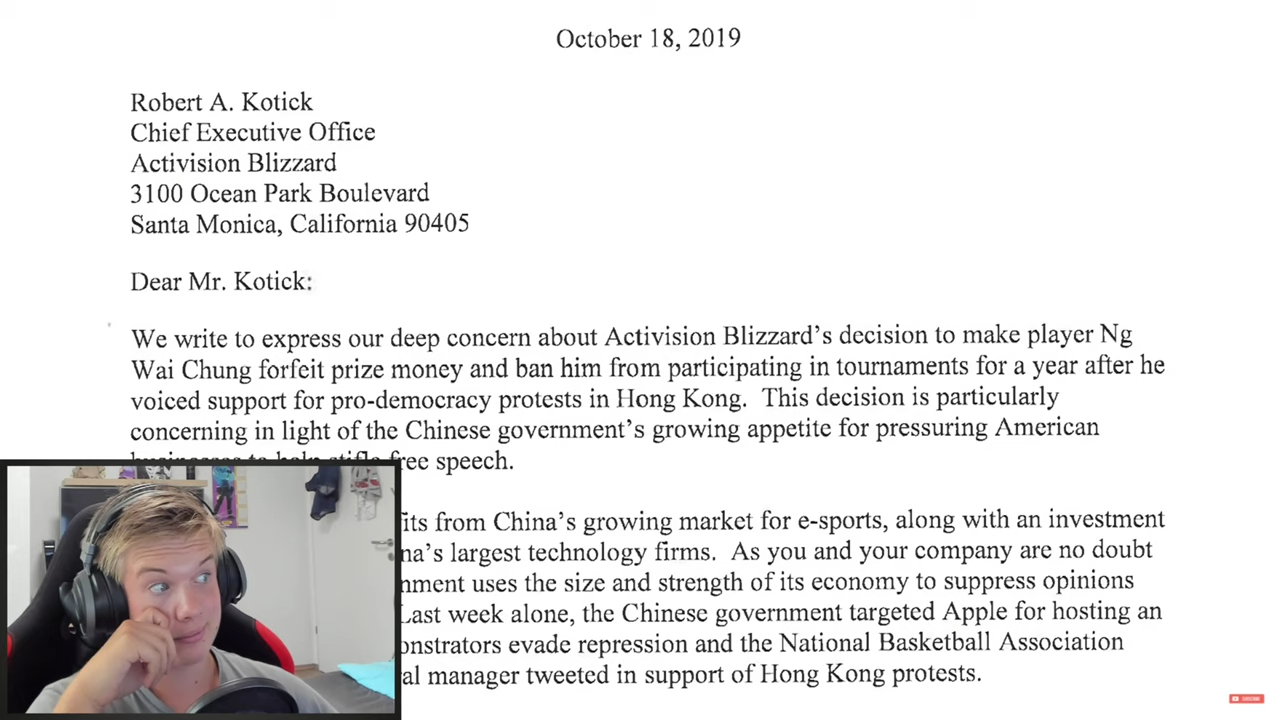 October 18, 2019
Robert A. Kotick
Chief Executive Office
Activision Blizzard
3100 Ocean Park Boulevard
Santa Monica, California 90405
Dear Mr. Kotick:
We write to express our deep concern about Activision Blizzard's decision to make player Ng
Wai Chung forfeit prize money and ban him from participating in tournaments for a year after he
voiced support for pro-democracy protests in Hong Kong. This decision is particularly
concerning in light of the Chinese government's growing appetite for pressuring American
businesses to help stifle free speech.
fits from China's growing market for e-sports, along with an investment
na's largest technology firms. As you and your company are no doubt
nment uses the size and strength of its economy to suppress opinions
Last week alone, the Chinese government targeted Apple for hosting an
onstrators evade repression and the National Basketball Association
al manager tweeted in support of Hong Kong protests.